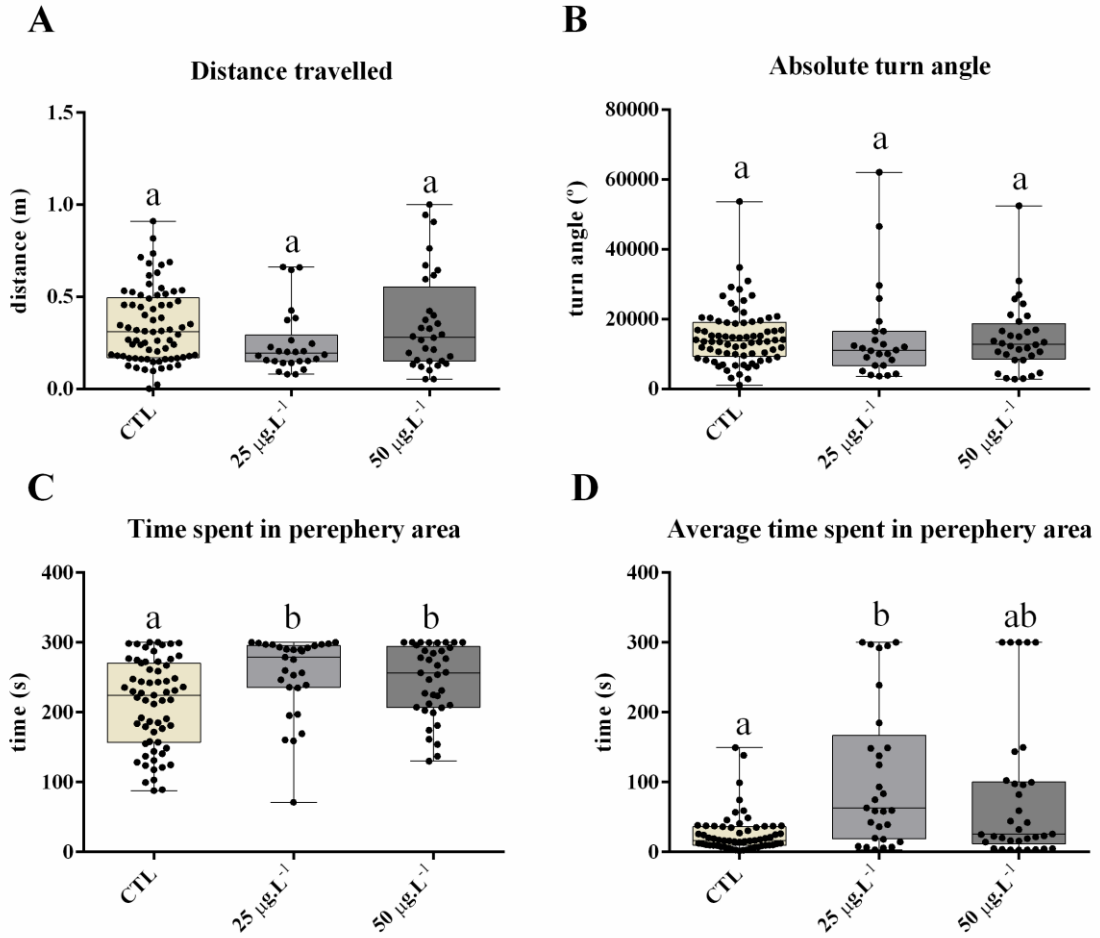 A
Distance travelled
distance (m)
1.5
1.0
0.5
0.0
a
a
a
CTL
25 µg.L⁻¹
50 µg.L⁻¹
B
Absolute turn angle
turn angle (°)
80000
60000
40000
20000
0
a
a
a
CTL
25 µg.L⁻¹
50 µg.L⁻¹
C
Time spent in perephery area
time (s)
400
300
200
100
0
a
b
b
CTL
25 µg.L⁻¹
50 µg.L⁻¹
D
Average time spent in perephery area
time (s)
400
300
200
100
0
a
b
ab
CTL
25 µg.L⁻¹
50 µg.L⁻¹